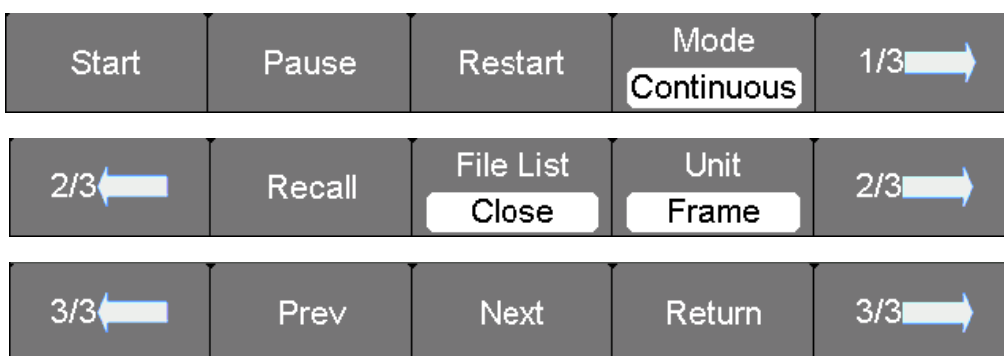 Start
Pause
Restart
Mode
Continuous
1/3
2/3
Recall
File List
Close
Unit
Frame
2/3
3/3
Prev
Next
Return
3/3